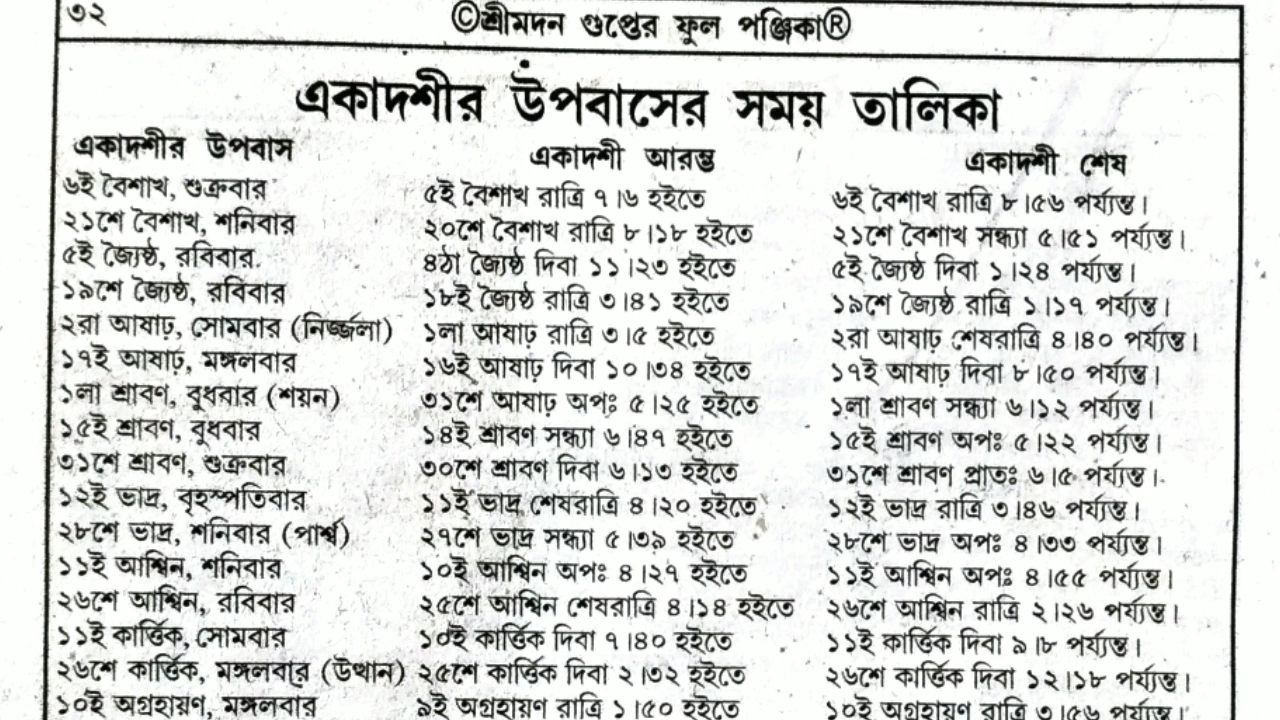 ৩২
©শ্রীমদন গুপ্তের ফুল পঞ্জিকা®
একাদশীর উপবাসের সময় তালিকা
একাদশীর উপবাস একাদশী আরম্ভ একাদশী শেষ
৬ই বৈশাখ, শুক্রবার ৫ই বৈশাখ রাত্রি ৭।৬ হইতে ৬ই বৈশাখ রাত্রি ৮।৫৬ পর্য্যন্ত।
২১শে বৈশাখ, শনিবার ২০শে বৈশাখ রাত্রি ৮।১৮ হইতে ২১শে বৈশাখ সন্ধ্যা ৫।৫১ পর্য্যন্ত।
৫ই জ্যৈষ্ঠ, রবিবার ৪ঠা জ্যৈষ্ঠ দিবা ১১।২৩ হইতে ৫ই জ্যৈষ্ঠ দিবা ১।২৪ পর্য্যন্ত।
১৯শে জ্যৈষ্ঠ, রবিবার ১৮ই জ্যৈষ্ঠ রাত্রি ৩।৪১ হইতে ১৯শে জ্যৈষ্ঠ রাত্রি ১।১৭ পর্য্যন্ত।
২রা আষাঢ়, সোমবার (নির্জ্জলা) ১লা আষাঢ় রাত্রি ৩।৫ হইতে ২রা আষাঢ় শেষরাত্রি ৪।৪০ পর্য্যন্ত।
১৭ই আষাঢ়, মঙ্গলবার ১৬ই আষাঢ় দিবা ১০।৩৪ হইতে ১৭ই আষাঢ় দিবা ৮।৫০ পর্য্যন্ত।
১লা শ্রাবণ, বুধবার (শয়ন) ৩১শে আষাঢ় অপঃ ৫।২৫ হইতে ১লা শ্রাবণ সন্ধ্যা ৬।১২ পর্য্যন্ত।
১৫ই শ্রাবণ, বুধবার ১৪ই শ্রাবণ সন্ধ্যা ৬।৪৭ হইতে ১৫ই শ্রাবণ অপঃ ৫।২২ পর্য্যন্ত।
৩১শে শ্রাবণ, শুক্রবার ৩০শে শ্রাবণ দিবা ৬।১৩ হইতে ৩১শে শ্রাবণ প্রাতঃ ৬।৫ পর্য্যন্ত।
১২ই ভাদ্র, বৃহস্পতিবার ১১ই ভাদ্র শেষরাত্রি ৪।২০ হইতে ১২ই ভাদ্র রাত্রি ৩।৪৬ পর্য্যন্ত।
২৮শে ভাদ্র, শনিবার (পার্শ্ব) ২৭শে ভাদ্র সন্ধ্যা ৫।৩৯ হইতে ২৮শে ভাদ্র অপঃ ৪।৩৩ পর্য্যন্ত।
১১ই আশ্বিন, শনিবার ১০ই আশ্বিন অপঃ ৪।২৭ হইতে ১১ই আশ্বিন অপঃ ৪।৫৫ পর্য্যন্ত।
২৬শে আশ্বিন, রবিবার ২৫শে আশ্বিন শেষরাত্রি ৪।১৪ হইতে ২৬শে আশ্বিন রাত্রি ২।২৬ পর্য্যন্ত।
১১ই কার্ত্তিক, সোমবার ১০ই কার্ত্তিক দিবা ৭।৪০ হইতে ১১ই কার্ত্তিক দিবা ৯।৮ পর্য্যন্ত।
২৬শে কার্ত্তিক, মঙ্গলবার (উত্থান) ২৫শে কার্ত্তিক দিবা ২।৩২ হইতে ২৬শে কার্ত্তিক দিবা ১২।১৮ পর্য্যন্ত।
১০ই অগ্রহায়ণ, মঙ্গলবার ৯ই অগ্রহায়ণ রাত্রি ১।৫০ হইতে ১০ই অগ্রহায়ণ রাত্রি ৩।৫৬ পর্য্যন্ত।